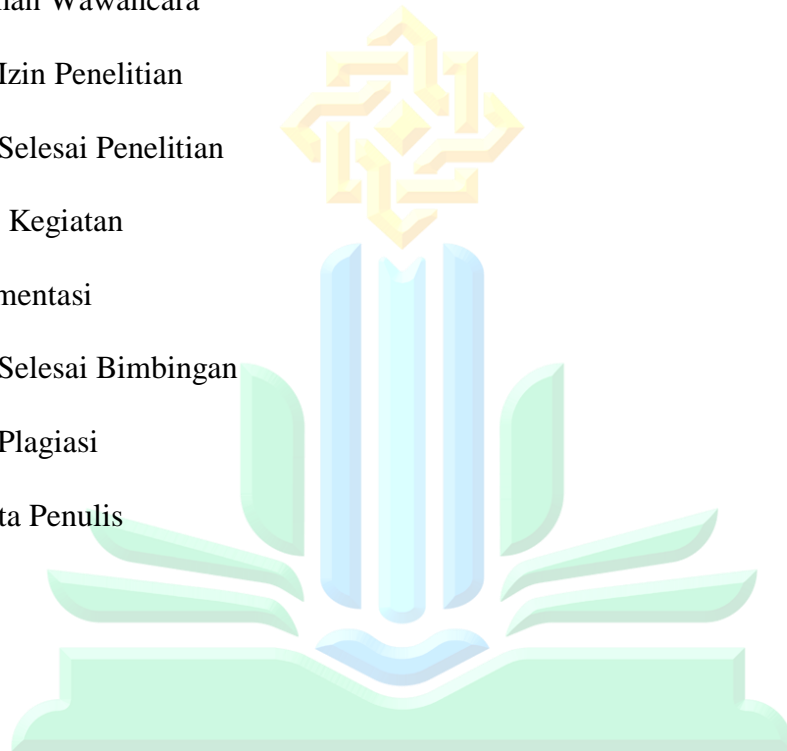 Wawancara
Izin Penelitian
Selesai Penelitian
Kegiatan
mentasi
Selesai Bimbingan
Plagiasi
ta Penulis